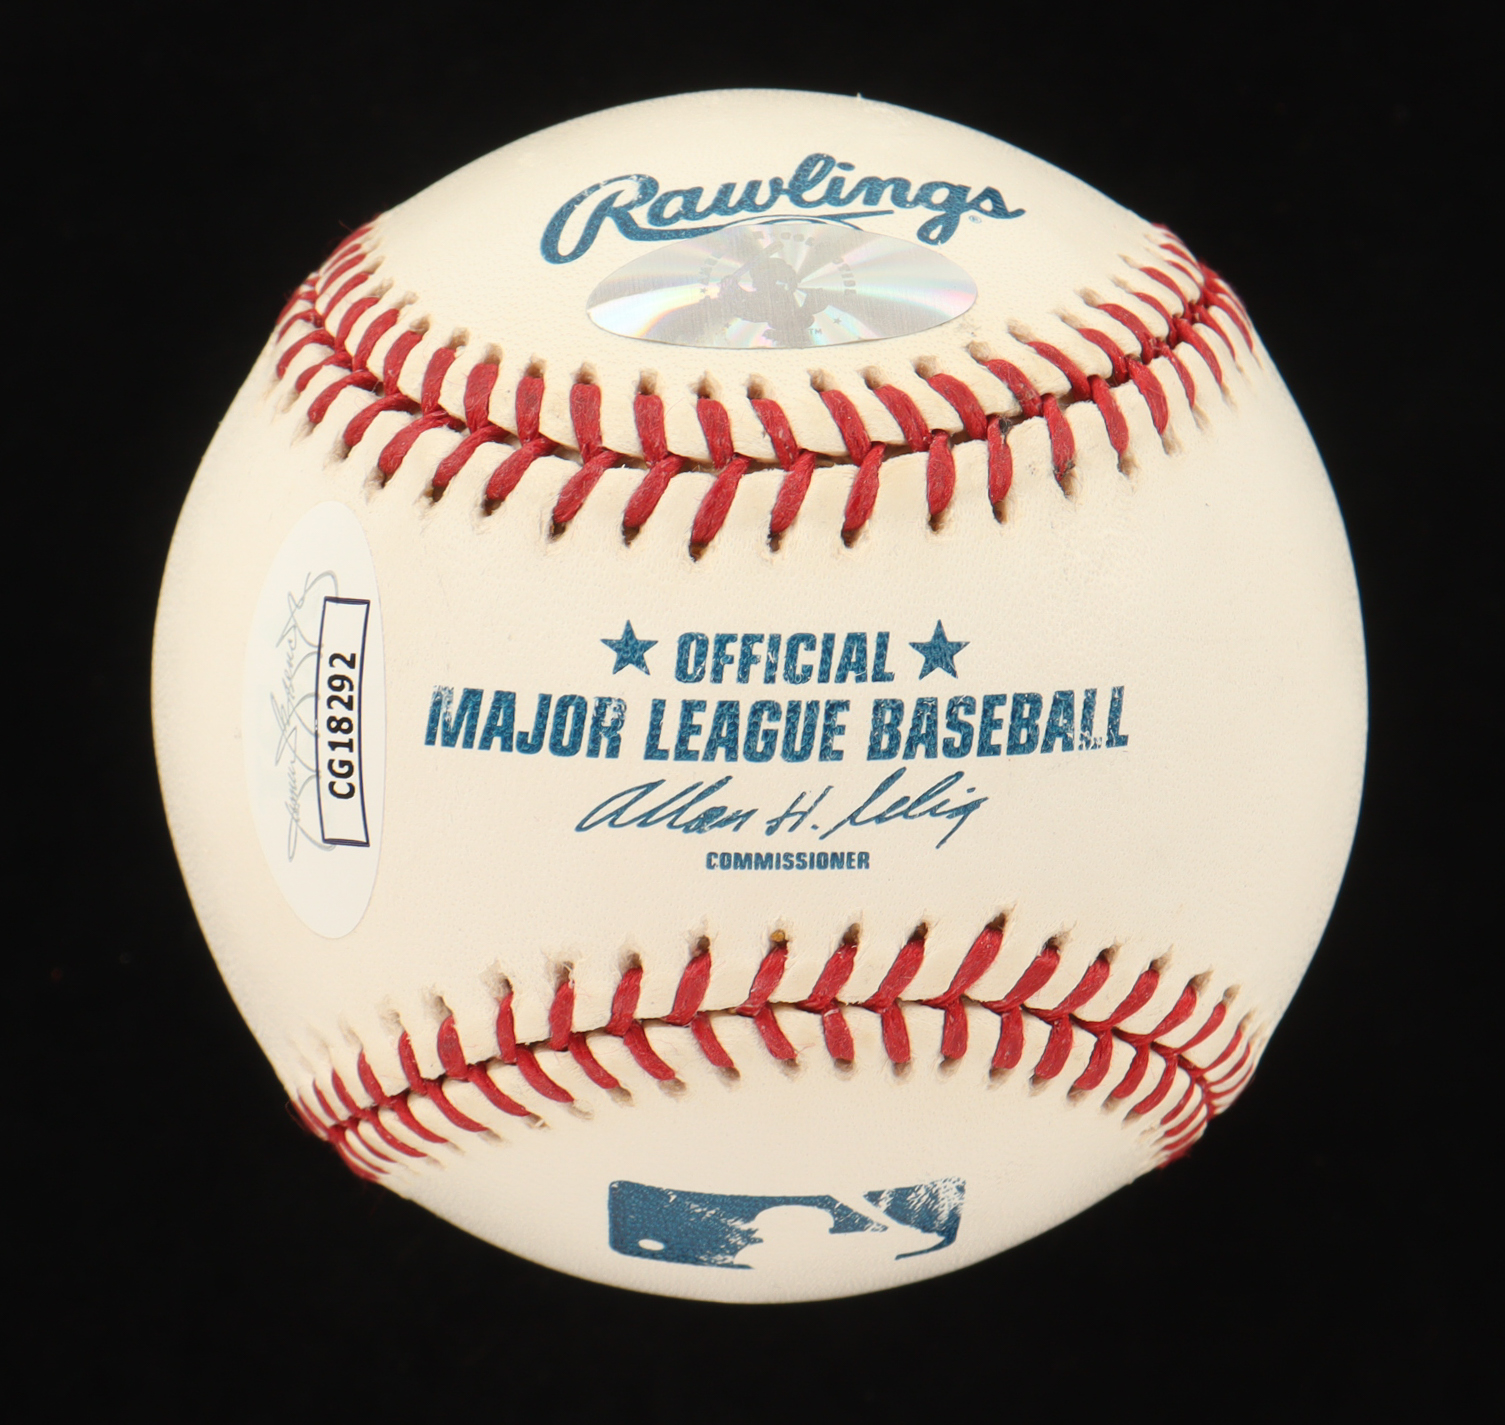 Rawlings®
★ OFFICIAL ★
MAJOR LEAGUE BASEBALL
Allan H. Selig
COMMISSIONER
CG18292